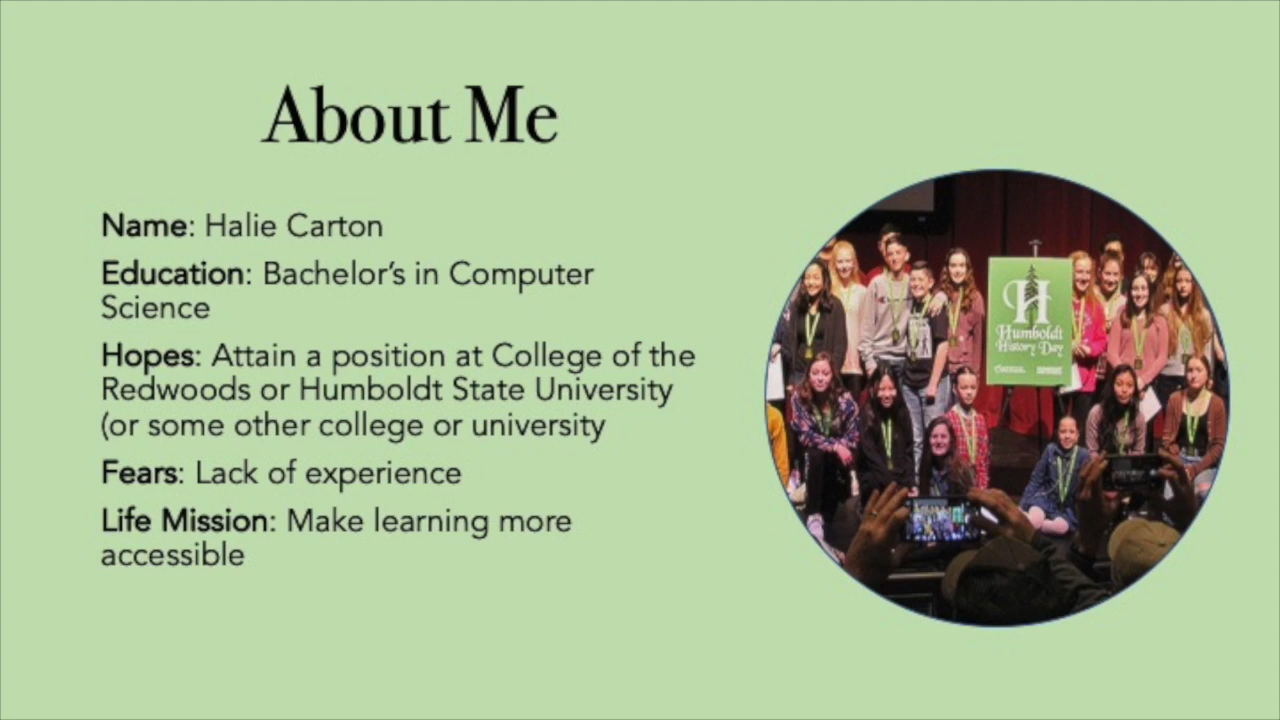 About Me
Name: Halie Carton
Education: Bachelor's in Computer
Science
Hopes: Attain a position at College of the
Redwoods or Humboldt State University
(or some other college or university
Fears: Lack of experience
Life Mission: Make learning more
accessible
H
Humboldt
History Day